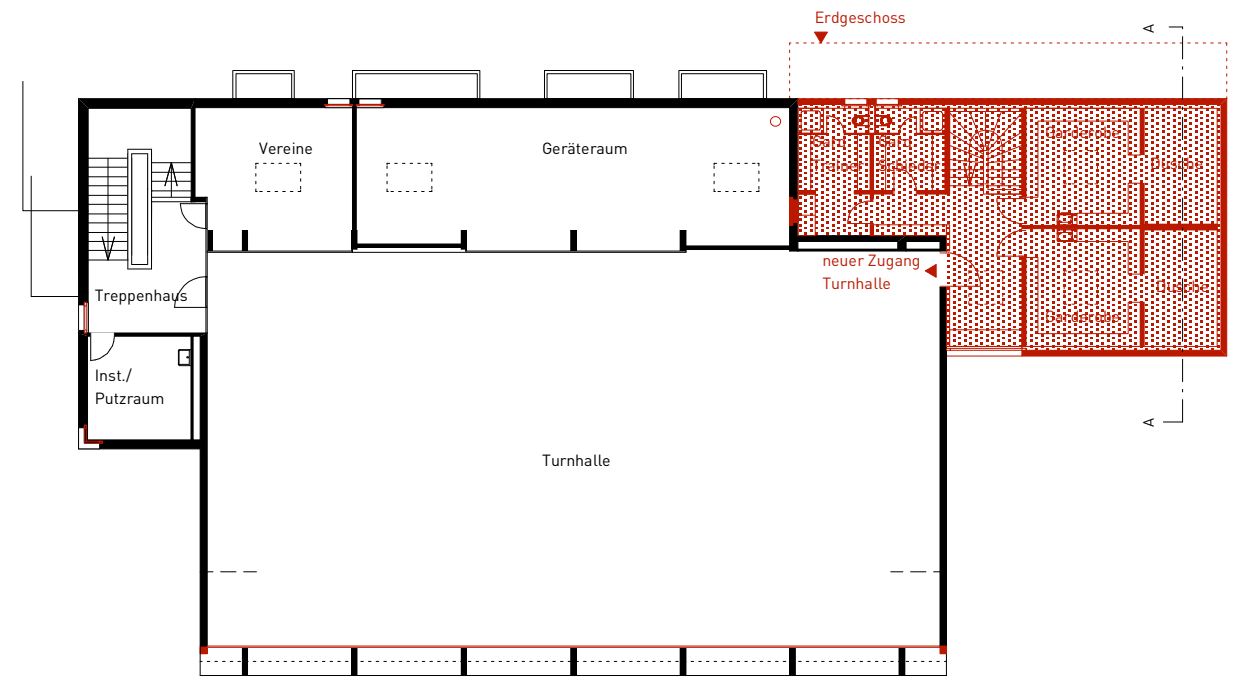 Erdgeschoss
A
Vereine
Geräteraum
Garderobe
Dusche
neuer Zugang
Turnhalle
Treppenhaus
Dusche
Garderobe
Inst./
Putzraum
A
Turnhalle